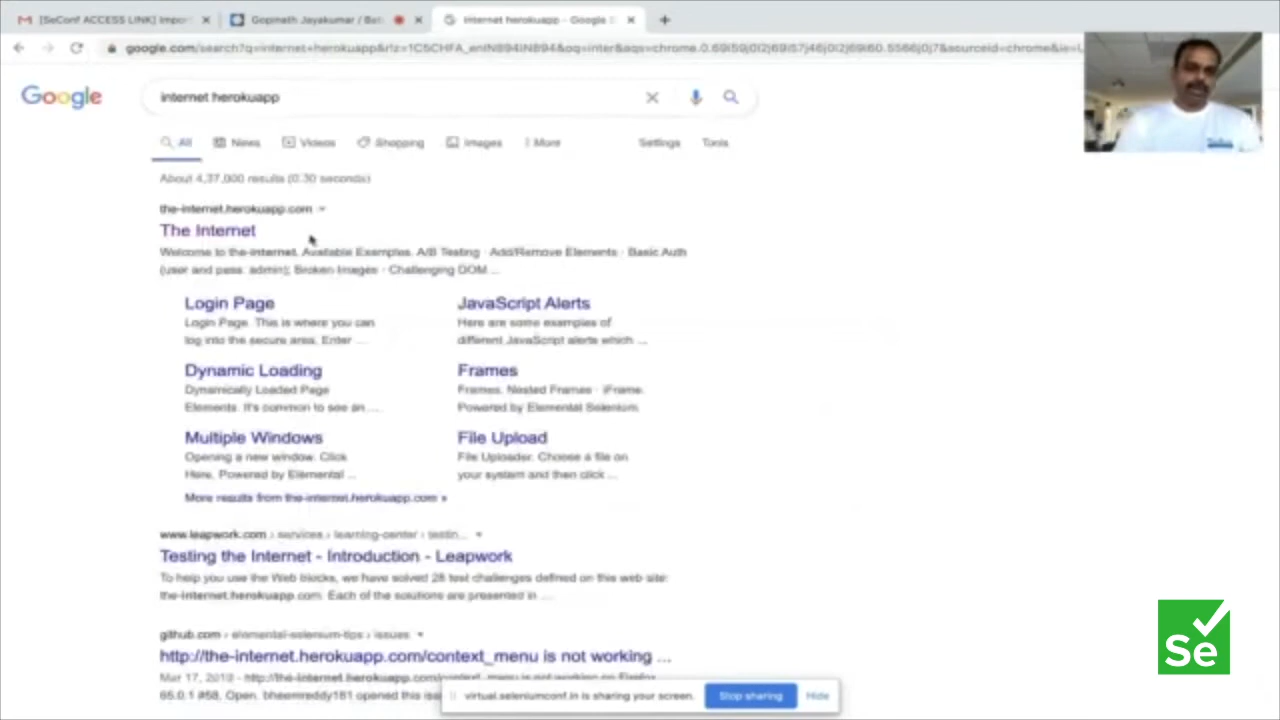 [SeConf ACCESS LINK] Impor
Gopinath Jayakumar / Bat
internet herokuapp - Google S
google.com/search?q=internet+herokuapp&rlz=1C5CHFA_enIN894IN894&oq=inter&aqs=chrome.0.69i59j0l2j69i57j46j0l2j69i60.5566j0j7&sourceid=chrome&ie=U
Google
internet herokuapp
All
News
Videos
Shopping
Images
More
Settings
Tools
About 4,37,000 results (0.30 seconds)
the-internet.herokuapp.com
The Internet
Welcome to the-internet. Available Examples. A/B Testing · Add/Remove Elements · Basic Auth
(user and pass: admin); Broken Images · Challenging DOM ...
Login Page
Login Page. This is where you can
log into the secure area. Enter ...
JavaScript Alerts
Here are some examples of
different JavaScript alerts which ...
Dynamic Loading
Dynamically Loaded Page
Elements. It's common to see an ...
Frames
Frames. Nested Frames · iFrame.
Powered by Elemental Selenium.
Multiple Windows
Opening a new window. Click
Here. Powered by Elemental ...
File Upload
File Uploader. Choose a file on
your system and then click ...
More results from the-internet.herokuapp.com »
www.leapwork.com › services › learning-center › testin...
Testing the Internet - Introduction - Leapwork
To help you use the Web blocks, we have solved 28 test challenges defined on this web site:
the-internet.herokuapp.com. Each of the solutions are presented in ...
github.com › elemental-selenium-tips › issues
http://the-internet.herokuapp.com/context_menu is not working ...
Mar 17, 2019 - http://the-internet.herokuapp.com/context_menu is not working on Firefox
65.0.1 #58. Open. bheemreddy181 opened this iss
virtual.seleniumconf.in is sharing your screen.
Stop sharing
Hide
Se